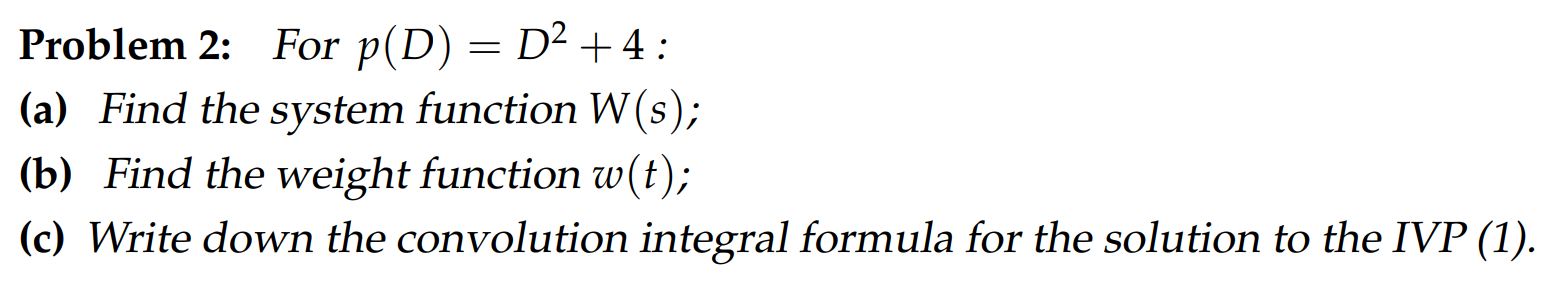 Problem 2: For p(D) = D² + 4 :
(a) Find the system function W(s);
(b) Find the weight function w(t);
(c) Write down the convolution integral formula for the solution to the IVP (1).